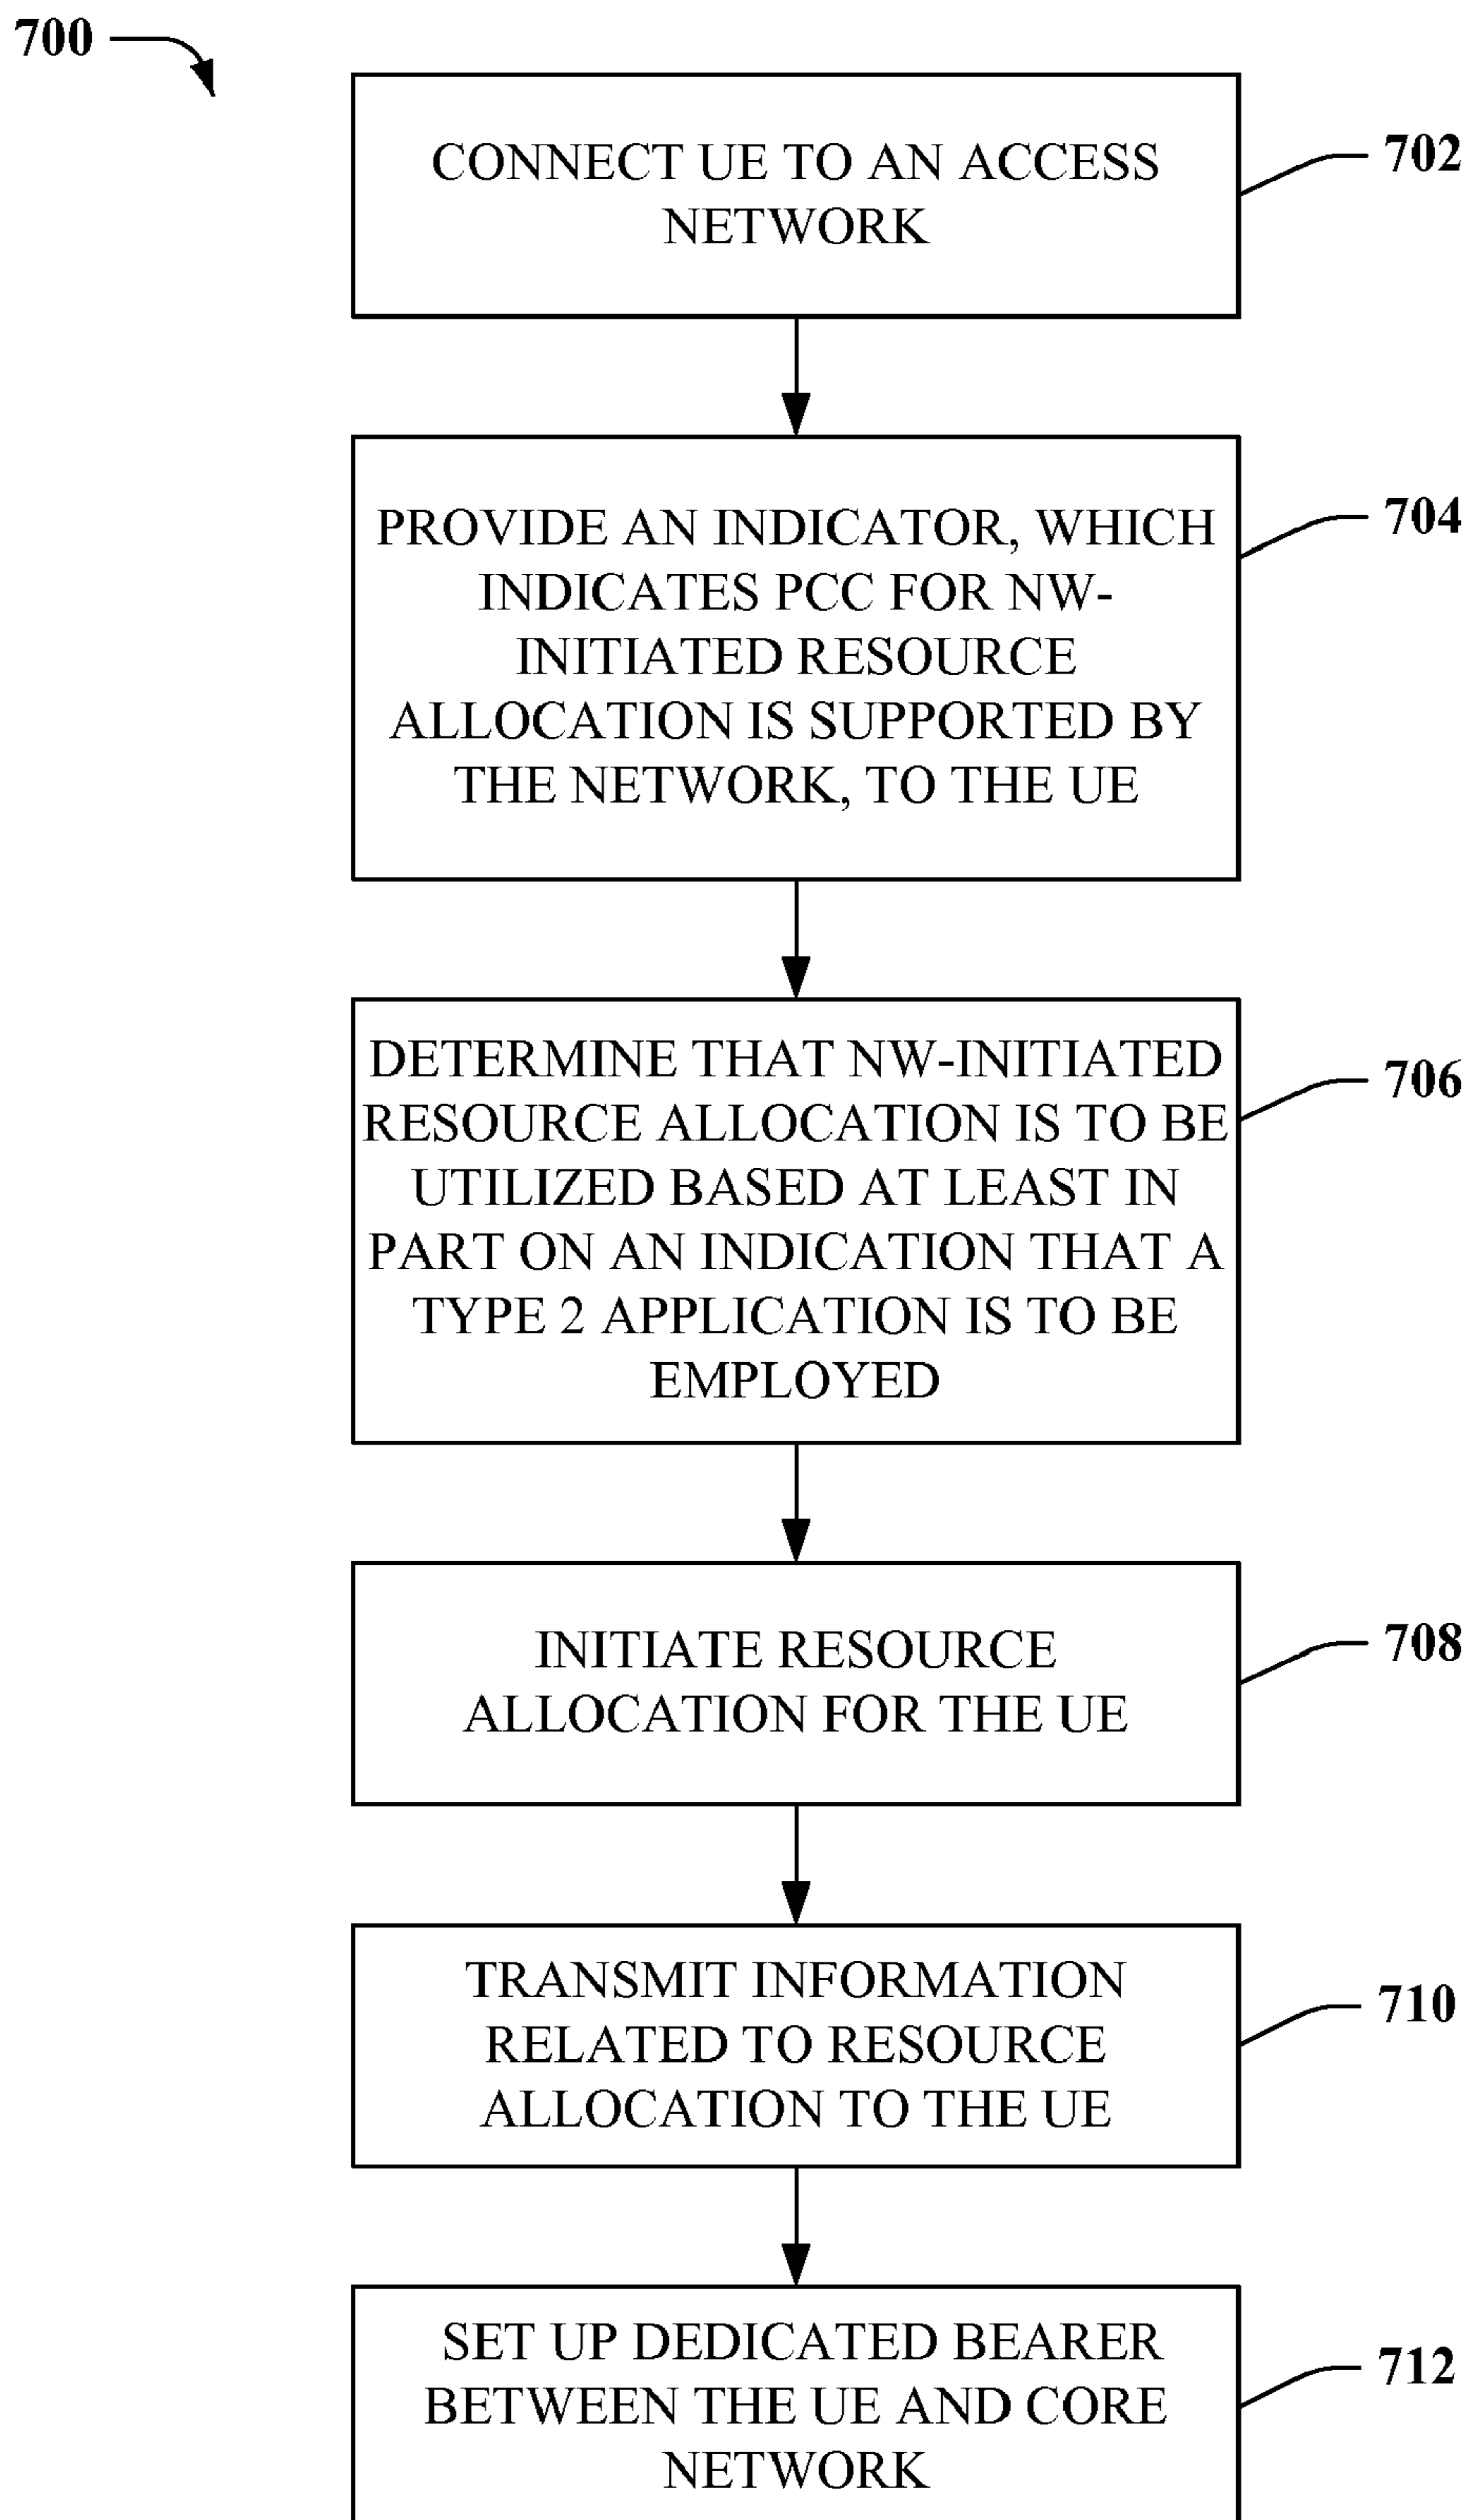 700
CONNECT UE TO AN ACCESS
NETWORK
702
PROVIDE AN INDICATOR, WHICH
INDICATES PCC FOR NW-
INITIATED RESOURCE
ALLOCATION IS SUPPORTED BY
THE NETWORK, TO THE UE
704
DETERMINE THAT NW-INITIATED
RESOURCE ALLOCATION IS TO BE
UTILIZED BASED AT LEAST IN
PART ON AN INDICATION THAT A
TYPE 2 APPLICATION IS TO BE
EMPLOYED
706
INITIATE RESOURCE
ALLOCATION FOR THE UE
708
TRANSMIT INFORMATION
RELATED TO RESOURCE
ALLOCATION TO THE UE
710
SET UP DEDICATED BEARER
BETWEEN THE UE AND CORE
NETWORK
712